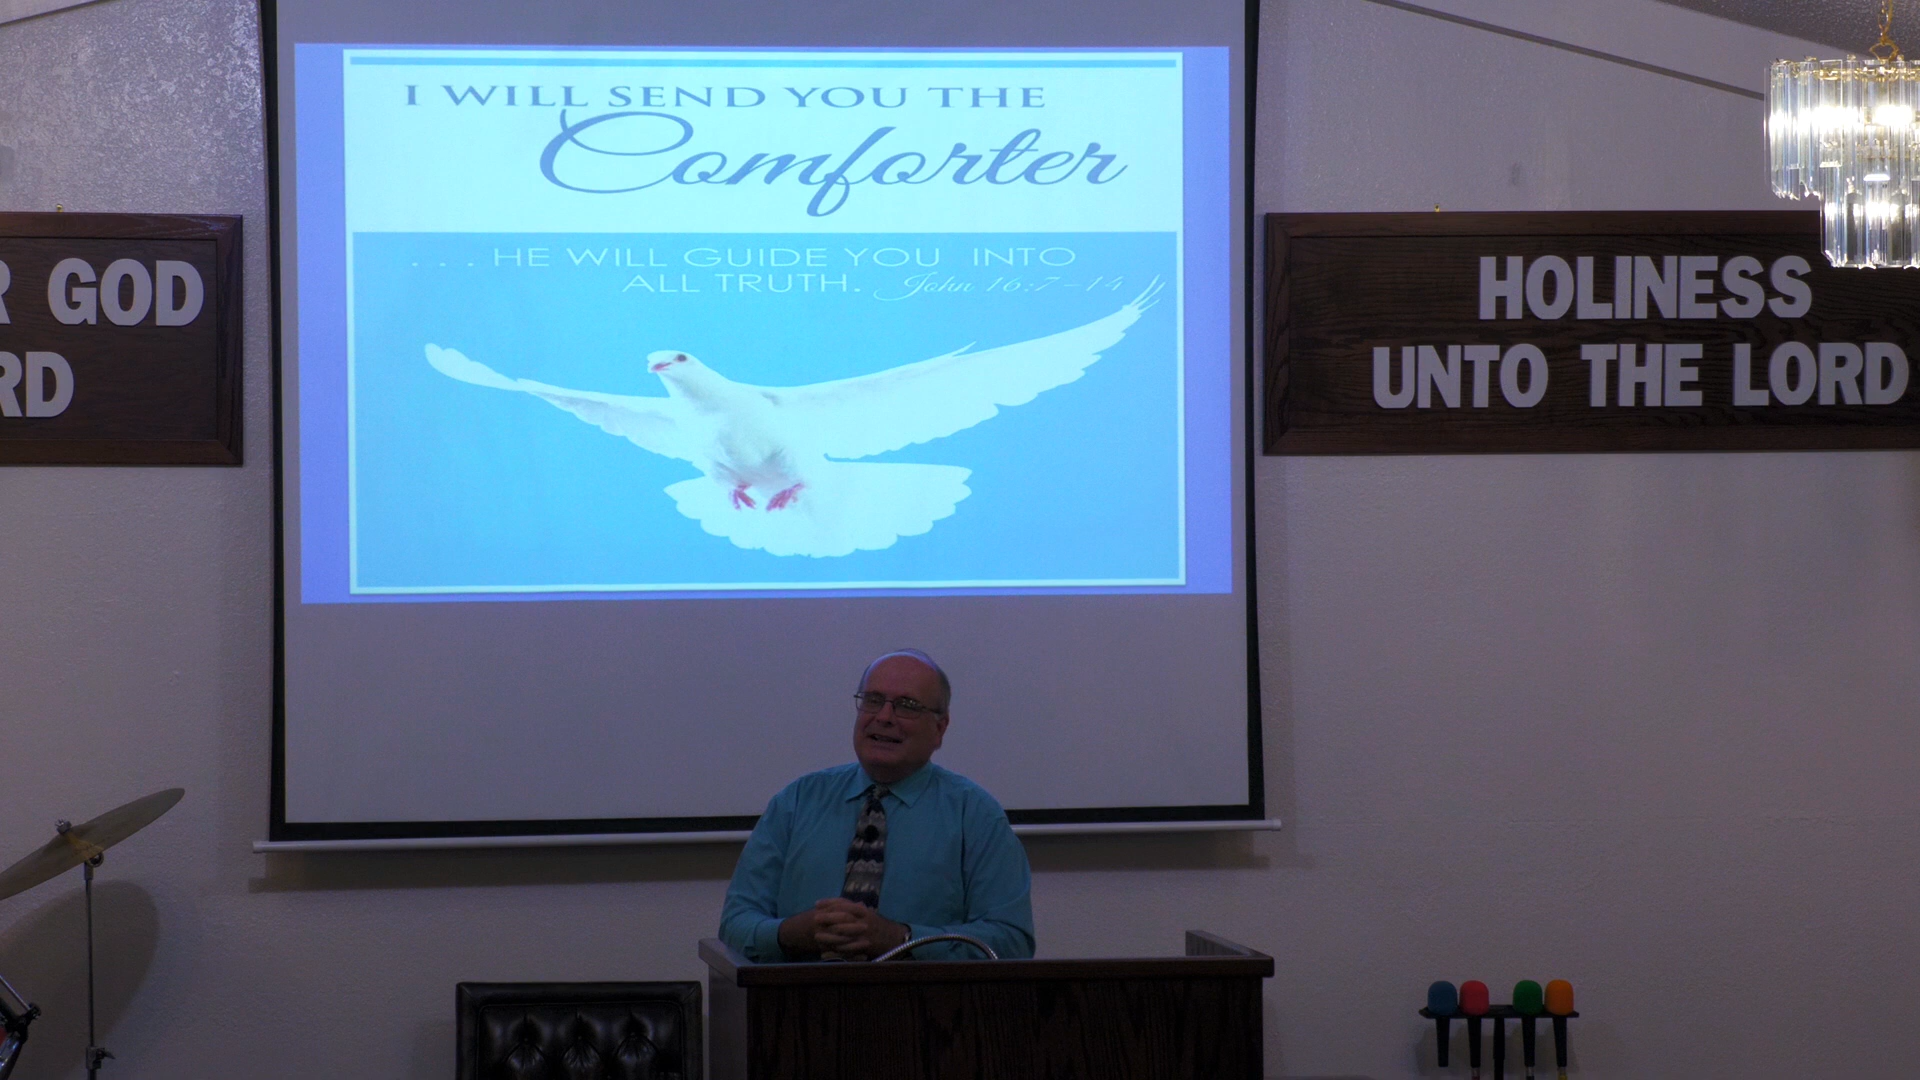 I WILL SEND YOU THE
Comforter
. . . HE WILL GUIDE YOU INTO
ALL TRUTH. John 16:7-14
GOD
HOLINESS
UNTO THE LORD